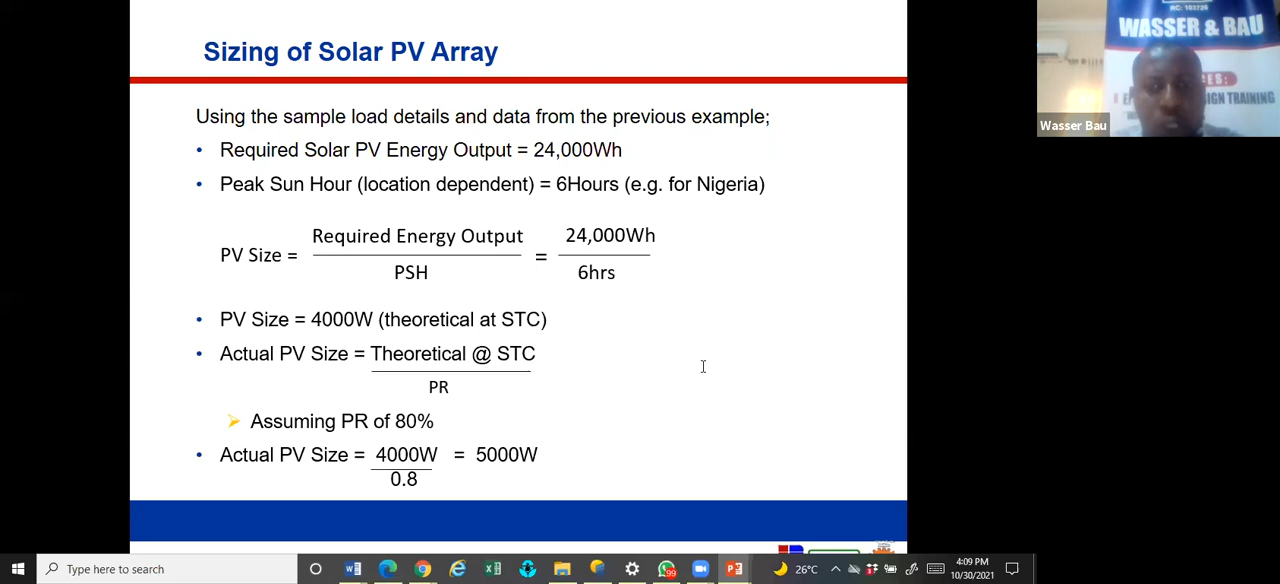 Sizing of Solar PV Array
Using the sample load details and data from the previous example;
• Required Solar PV Energy Output = 24,000Wh
• Peak Sun Hour (location dependent) = 6Hours (e.g. for Nigeria)
PV Size = Required Energy Output = 24,000Wh
PSH 6hrs
• PV Size = 4000W (theoretical at STC)
• Actual PV Size = Theoretical @ STC
PR
Assuming PR of 80%
• Actual PV Size = 4000W = 5000W
0.8
WASSER & BAU
IGN TRAINING
Wasser Bau
Type here to search
99
26°C
4:09 PM
10/30/2021